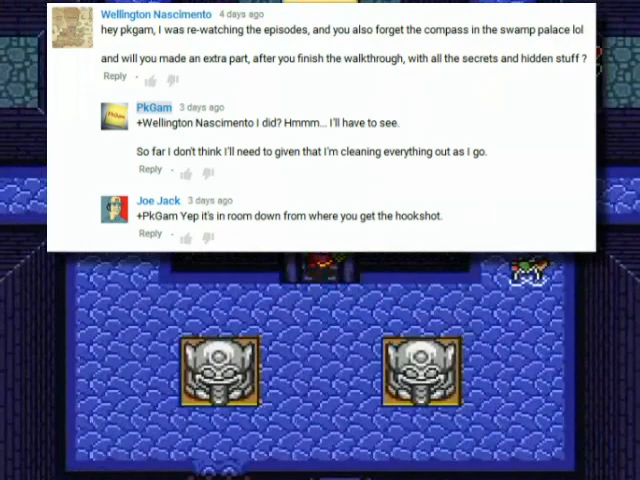 Wellington Nascimento 4 days ago
hey pkgam, I was re-watching the episodes, and you also forget the compass in the swamp palace lol
and will you made an extra part, after you finish the walkthrough, with all the secrets and hidden stuff ?
Reply ·
PkGam 3 days ago
+Wellington Nascimento I did? Hmmm... I'll have to see.
So far I don't think I'll need to given that I'm cleaning everything out as I go.
Reply ·
Joe Jack 3 days ago
+PkGam Yep it's in room down from where you get the hookshot.
Reply ·